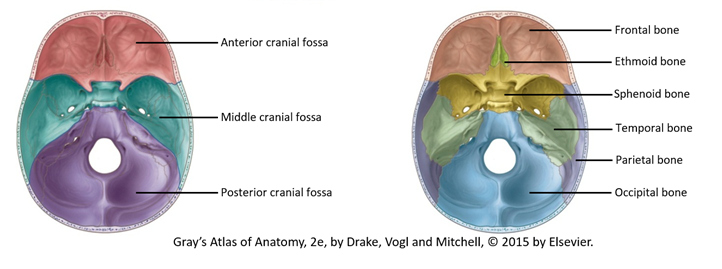 Anterior cranial fossa
Middle cranial fossa
Posterior cranial fossa
Frontal bone
Ethmoid bone
Sphenoid bone
Temporal bone
Parietal bone
Occipital bone
Gray's Atlas of Anatomy, 2e, by Drake, Vogl and Mitchell, © 2015 by Elsevier.